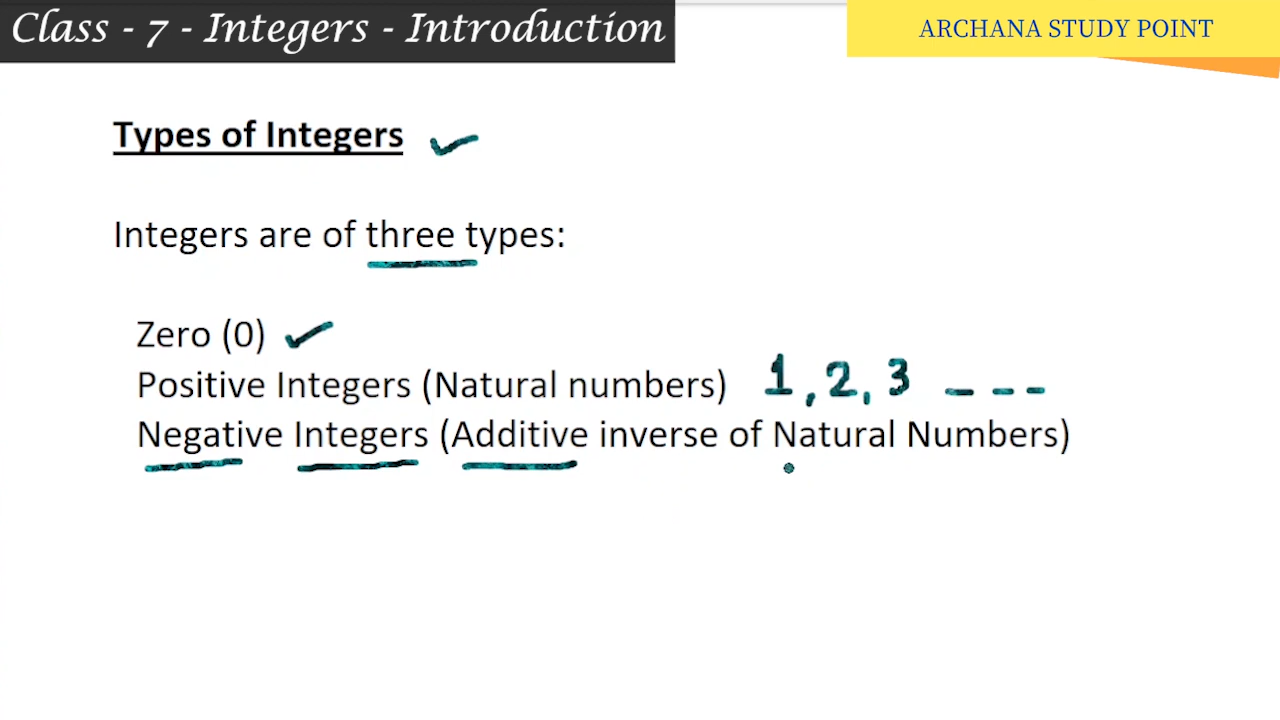 Class - 7 - Integers - Introduction
ARCHANA STUDY POINT
Types of Integers
Integers are of three types:
Zero (0)
Positive Integers (Natural numbers) 1, 2, 3 _ _ _
Negative Integers (Additive inverse of Natural Numbers)